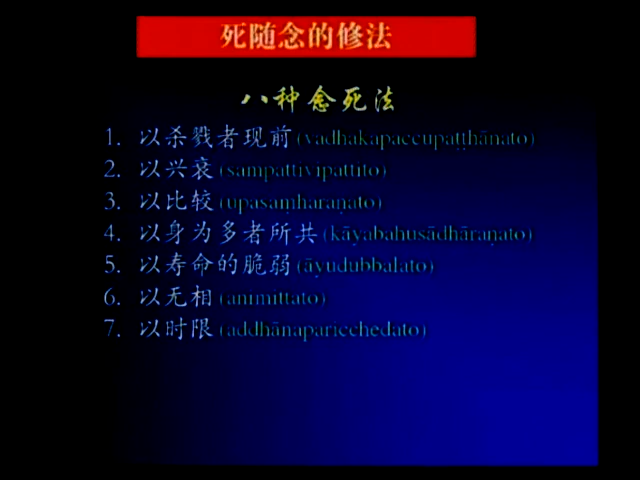 死随念的修法
八种念死法
1. 以杀戮者现前 (vadhakapaccupaṭṭhānato)
2. 以兴衰 (sampattivipattito)
3. 以比较 (upasaṃharaṇato)
4. 以身为多者所共 (kāyabahusādhāraṇato)
5. 以寿命的脆弱 (āyudubbalato)
6. 以无相 (animittato)
7. 以时限 (addhānaparicchedato)